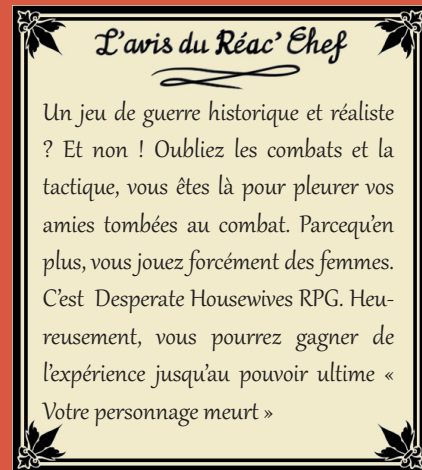 L'avis du Réac' Chef
Un jeu de guerre historique et réaliste
? Et non ! Oubliez les combats et la
tactique, vous êtes là pour pleurer vos
amies tombées au combat. Parcequ'en
plus, vous jouez forcément des femmes.
C'est Desperate Housewives RPG. Heu-
reusement, vous pourrez gagner de
l'expérience jusqu'au pouvoir ultime «
Votre personnage meurt »